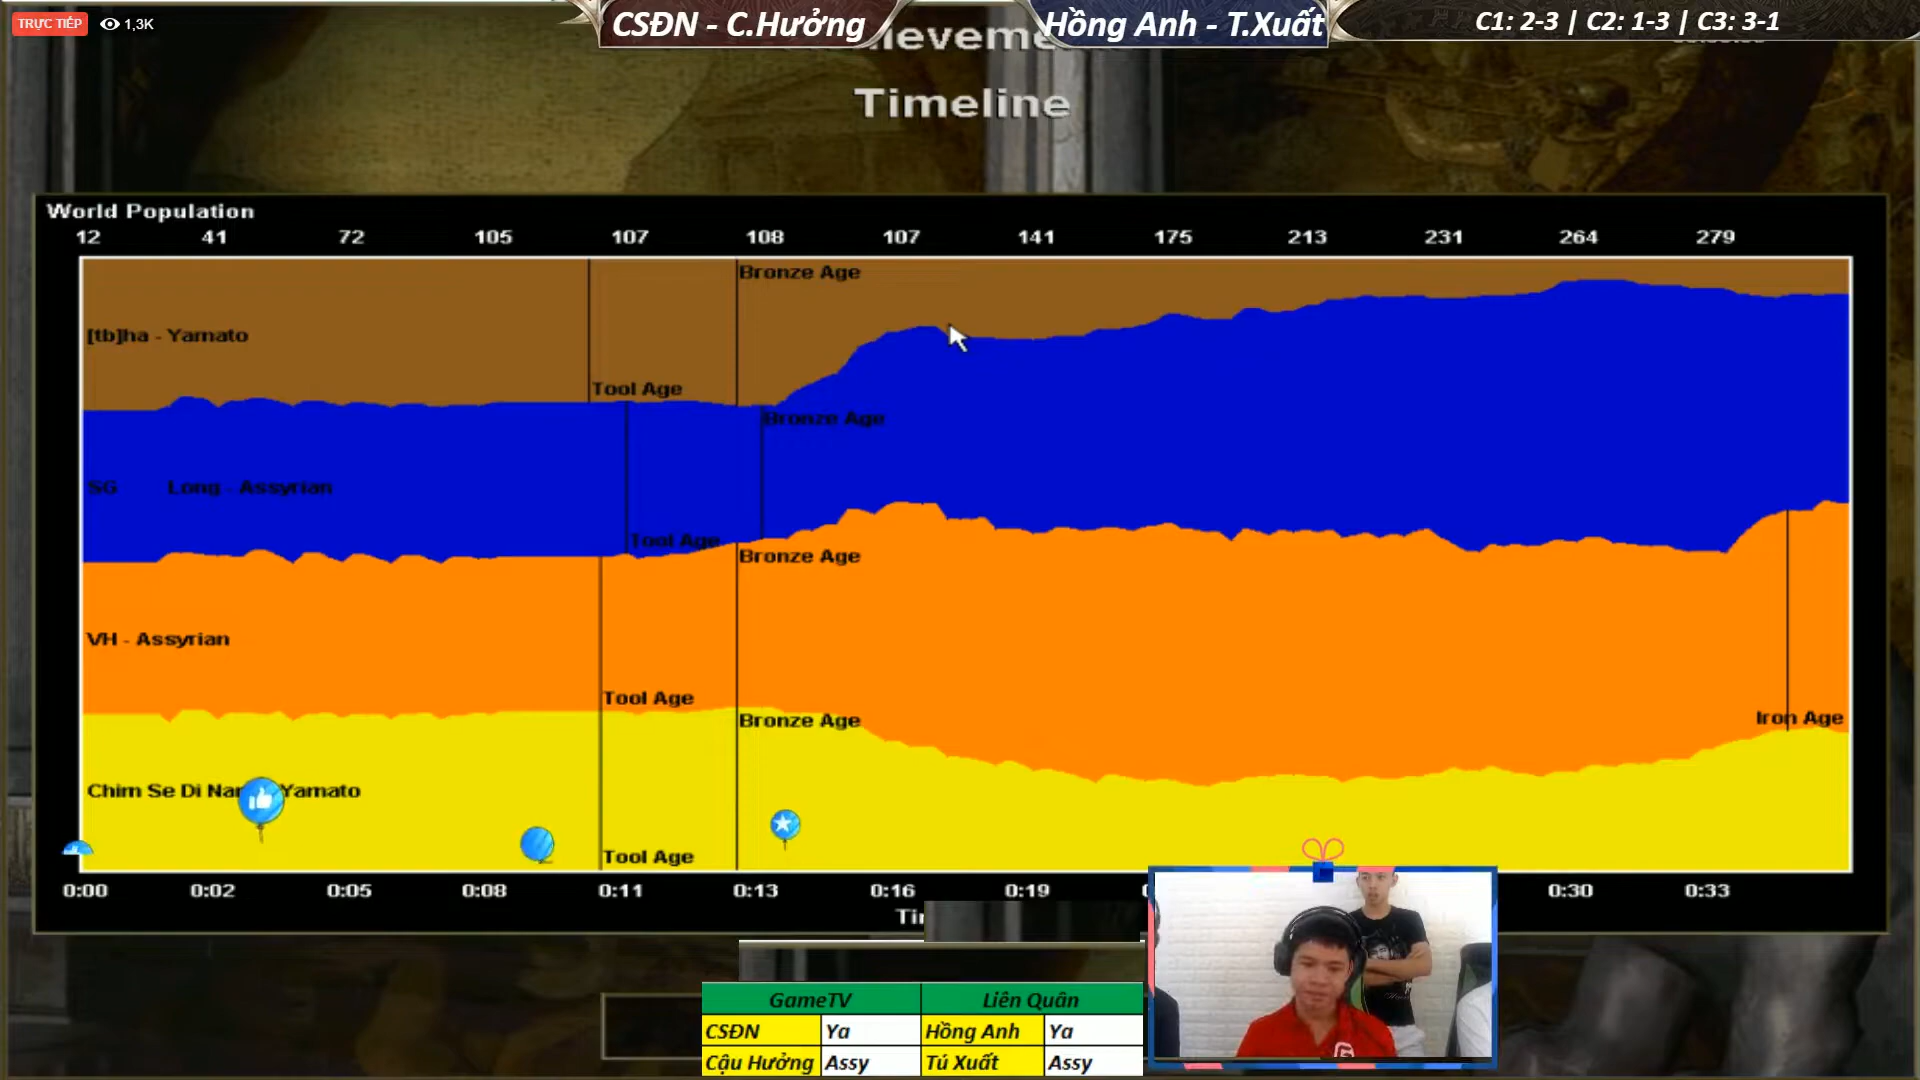 TRỰC TIẾP 1,3K
CSĐN - C.Hưởng
Hồng Anh - T.Xuất
C1: 2-3 | C2: 1-3 | C3: 3-1
Timeline
World Population
12 41 72 105 107 108 107 141 175 213 231 264 279
Bronze Age
[tb]ha - Yamato
Tool Age
Bronze Age
SG Long - Assyrian
Tool Age
Bronze Age
VH - Assyrian
Tool Age
Iron Age
Bronze Age
Chim Se Di Yamato
Tool Age
0:00 0:02 0:05 0:08 0:11 0:13 0:16 0:19 0:30 0:33
GameTV Liên Quân
CSĐN Ya Hồng Anh Ya
Cậu Hưởng Assy Tú Xuất Assy